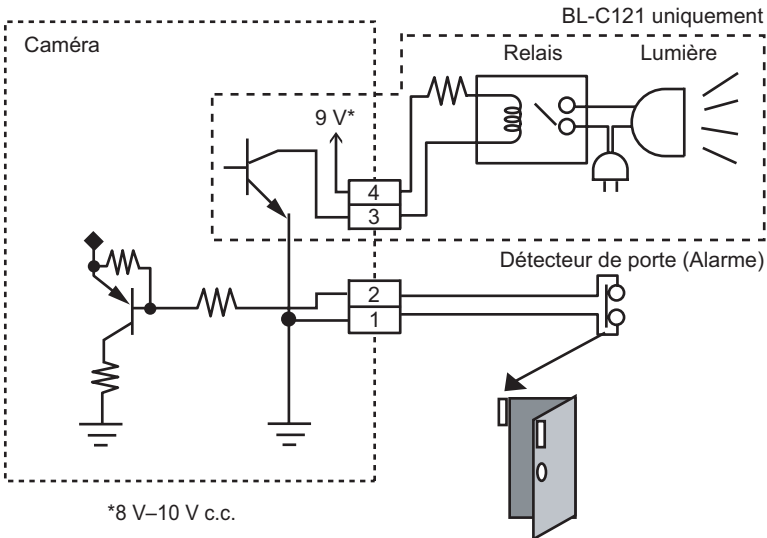 BL-C121 uniquement
Caméra
Relais
Lumière
9 V*
4
3
Détecteur de porte (Alarme)
2
1
*8 V–10 V c.c.